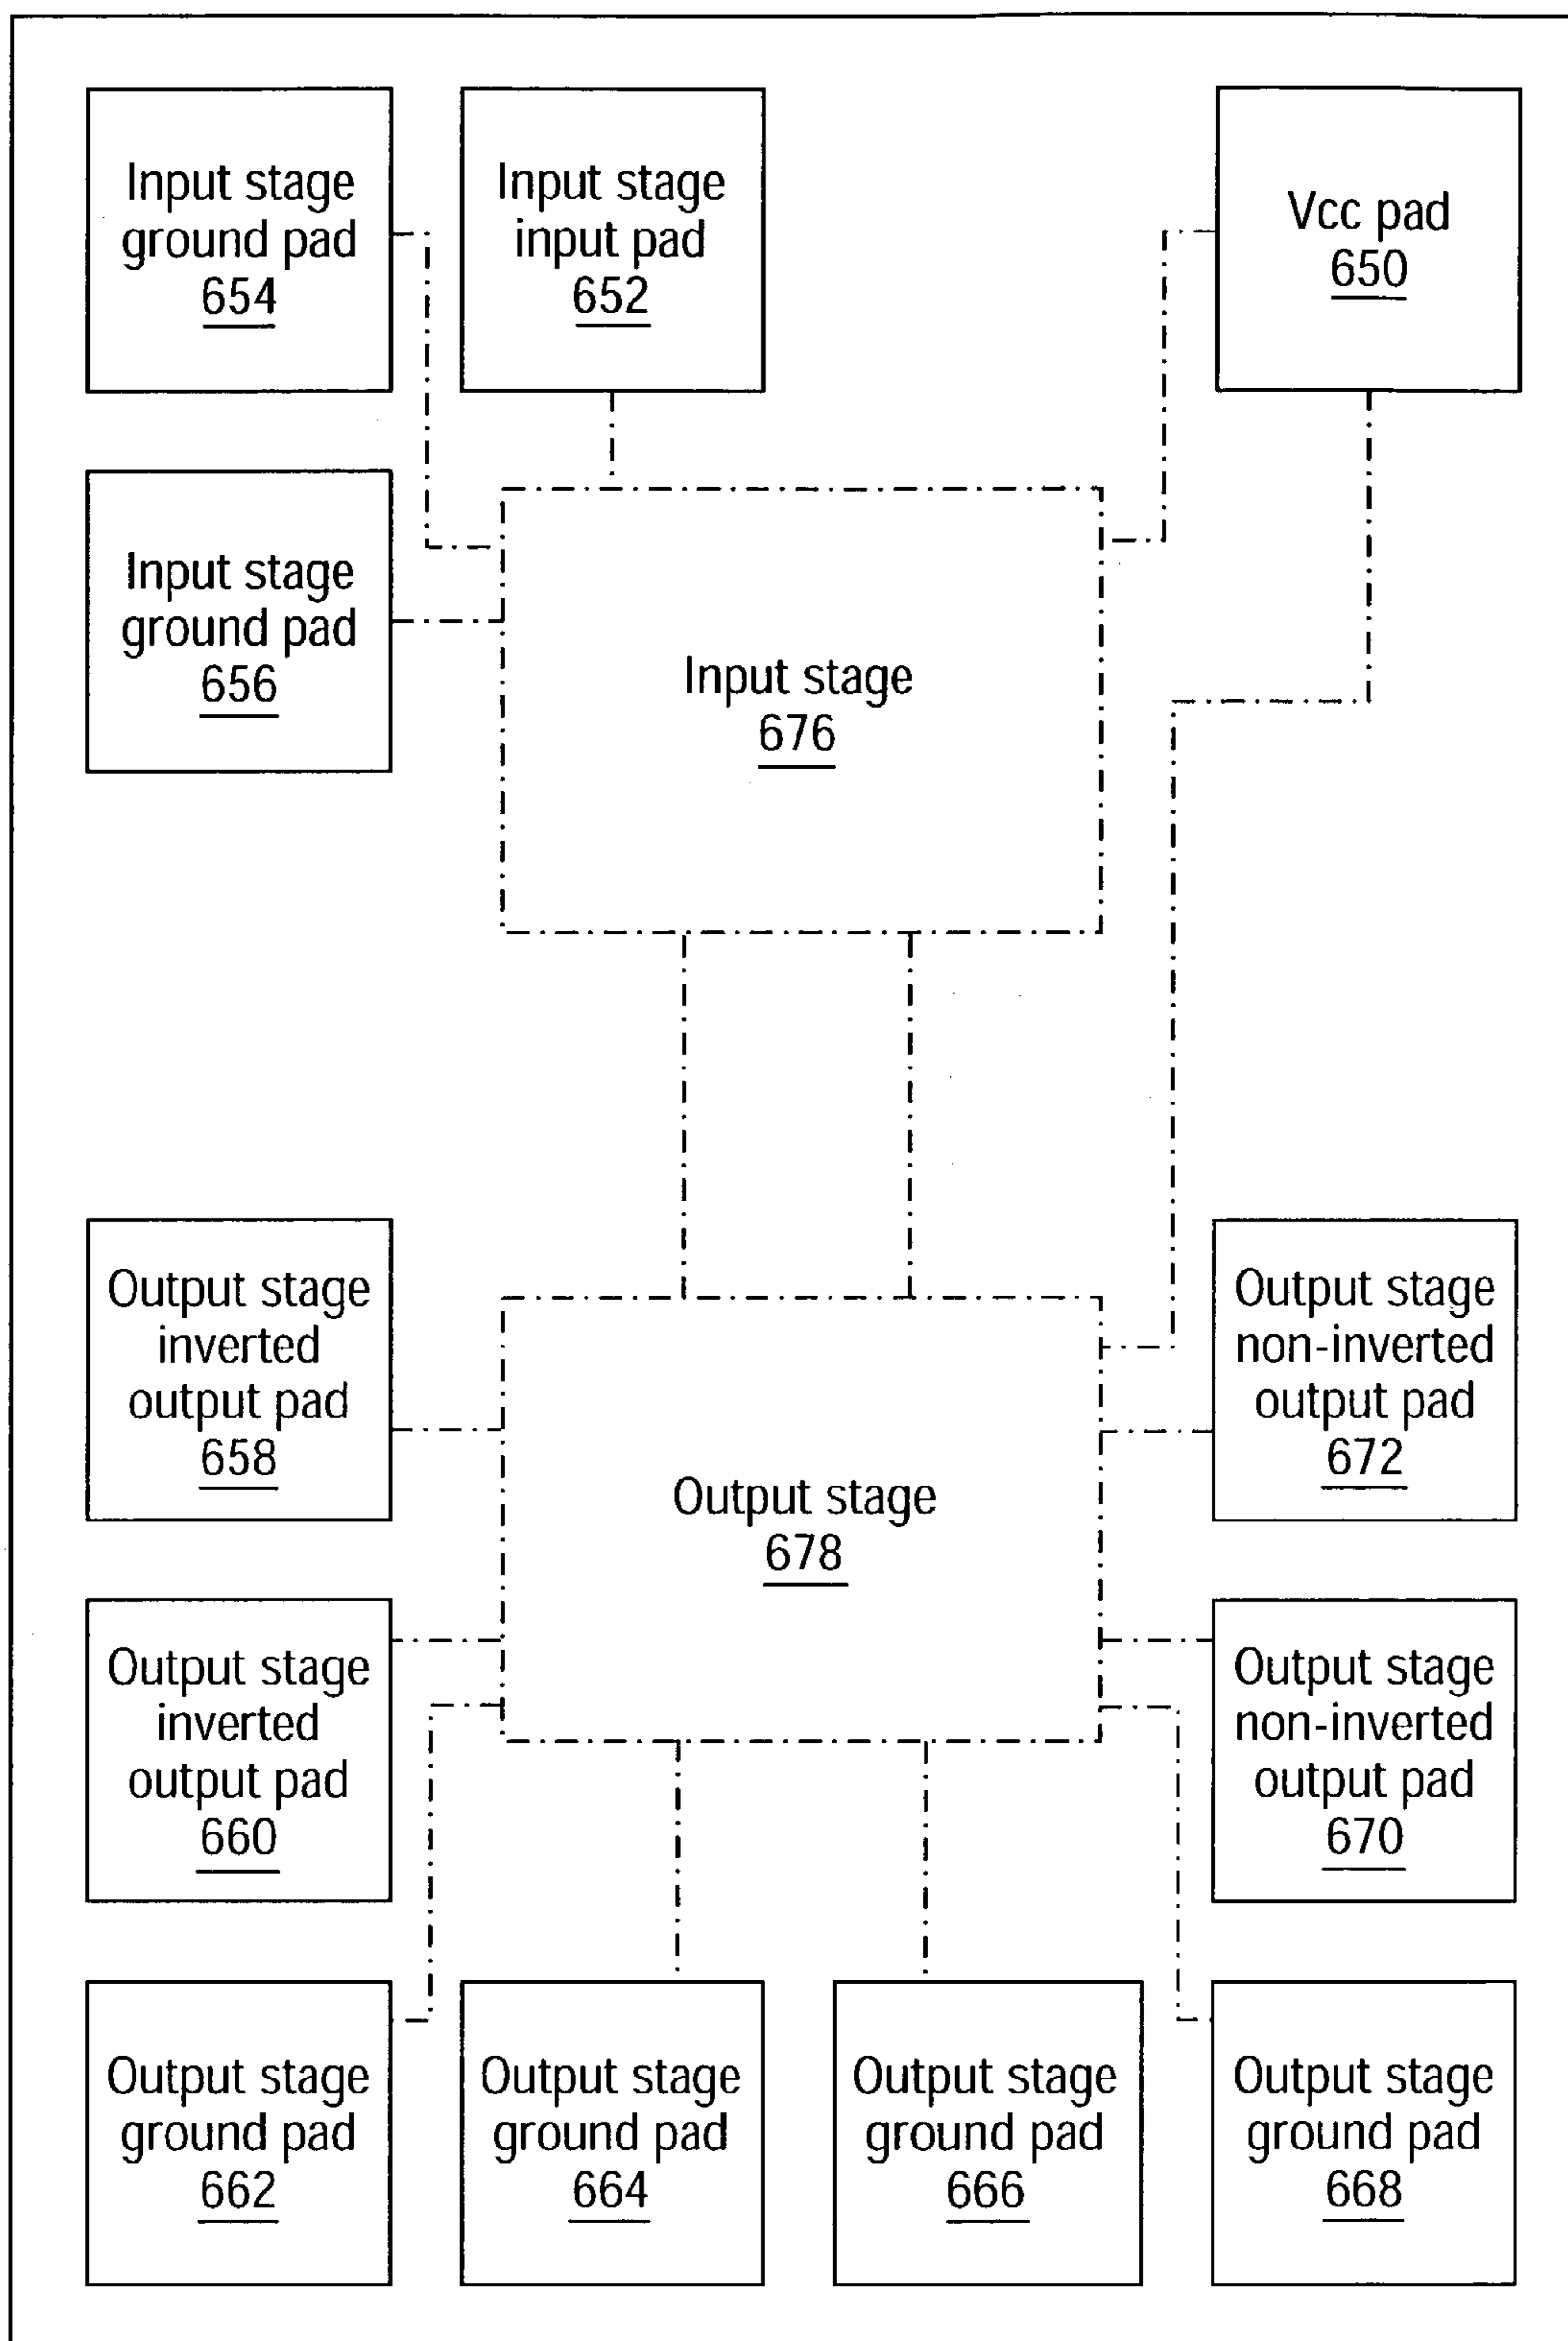 Input stage
ground pad
654
Input stage
input pad
652
Vcc pad
650
Input stage
ground pad
656
Input stage
676
Output stage
inverted
output pad
658
Output stage
non-inverted
output pad
672
Output stage
678
Output stage
inverted
output pad
660
Output stage
non-inverted
output pad
670
Output stage
ground pad
662
Output stage
ground pad
664
Output stage
ground pad
666
Output stage
ground pad
668